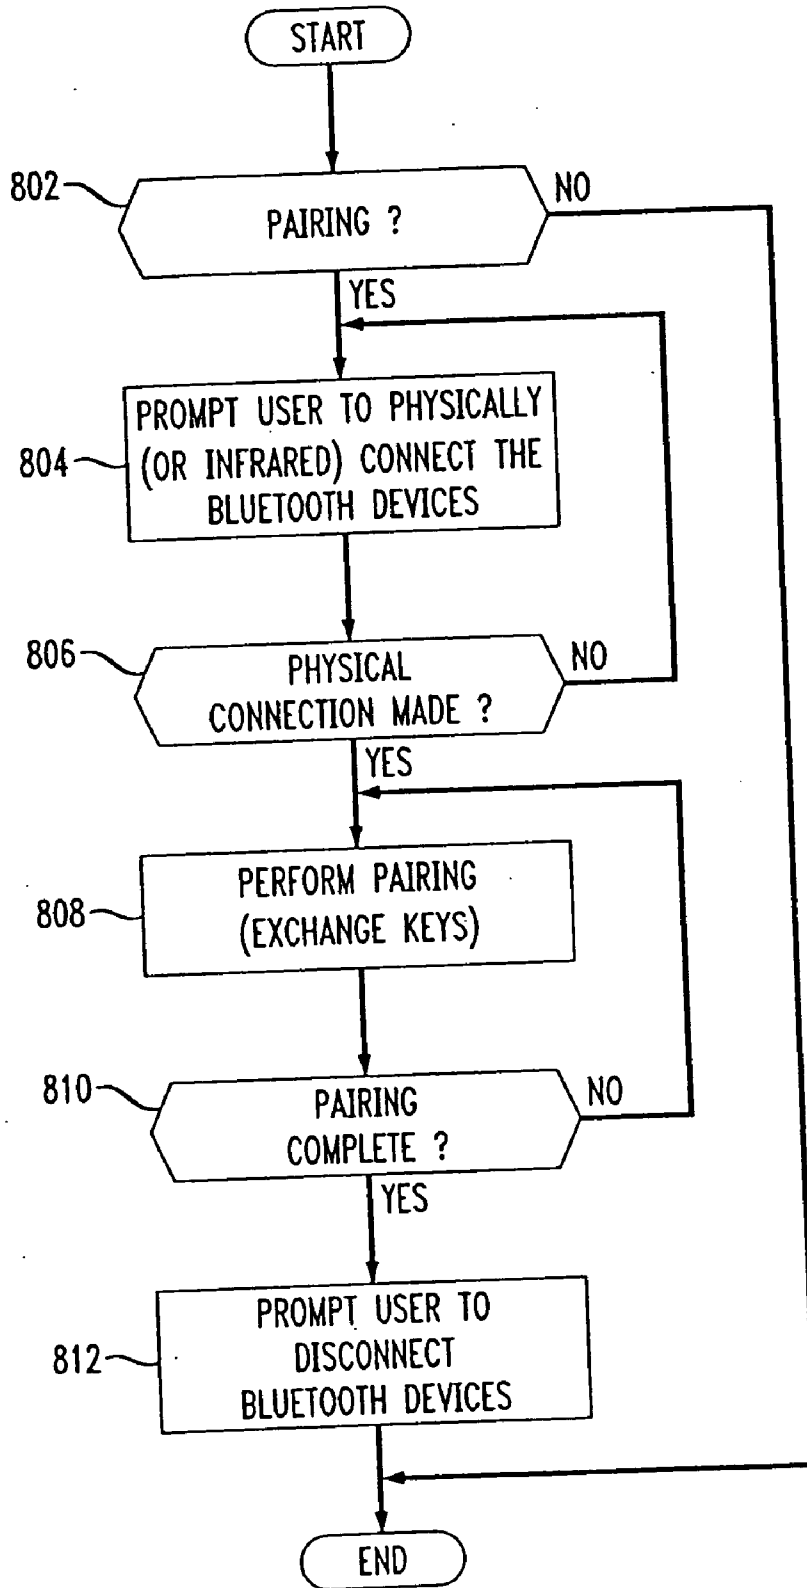 START
802
PAIRING ?
NO
YES
804
PROMPT USER TO PHYSICALLY
(OR INFRARED) CONNECT THE
BLUETOOTH DEVICES
806
PHYSICAL
CONNECTION MADE ?
NO
YES
808
PERFORM PAIRING
(EXCHANGE KEYS)
810
PAIRING
COMPLETE ?
NO
YES
812
PROMPT USER TO
DISCONNECT
BLUETOOTH DEVICES
END